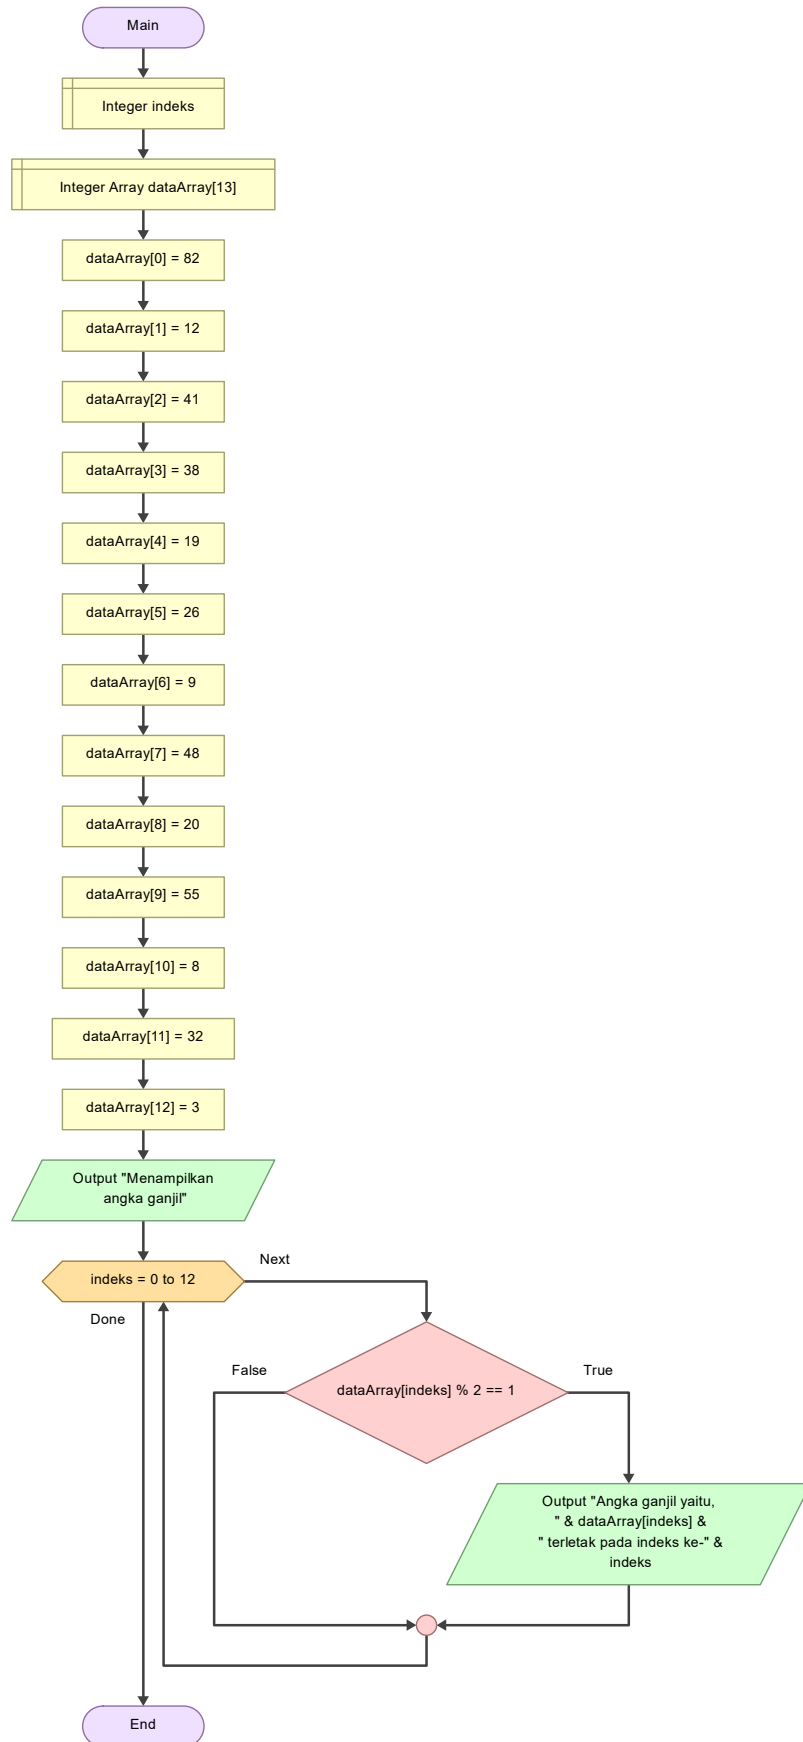 Main
Integer indeks
Integer Array dataArray[13]
dataArray[0] = 82
dataArray[1] = 12
dataArray[2] = 41
dataArray[3] = 38
dataArray[4] = 19
dataArray[5] = 26
dataArray[6] = 9
dataArray[7] = 48
dataArray[8] = 20
dataArray[9] = 55
dataArray[10] = 8
dataArray[11] = 32
dataArray[12] = 3
Output "Menampilkan
angka ganjil"
Next
indeks = 0 to 12
Done
False
True
dataArray[indeks] % 2 == 1
Output "Angka ganjil yaitu,
" & dataArray[indeks] &
" terletak pada indeks ke-" &
indeks
End